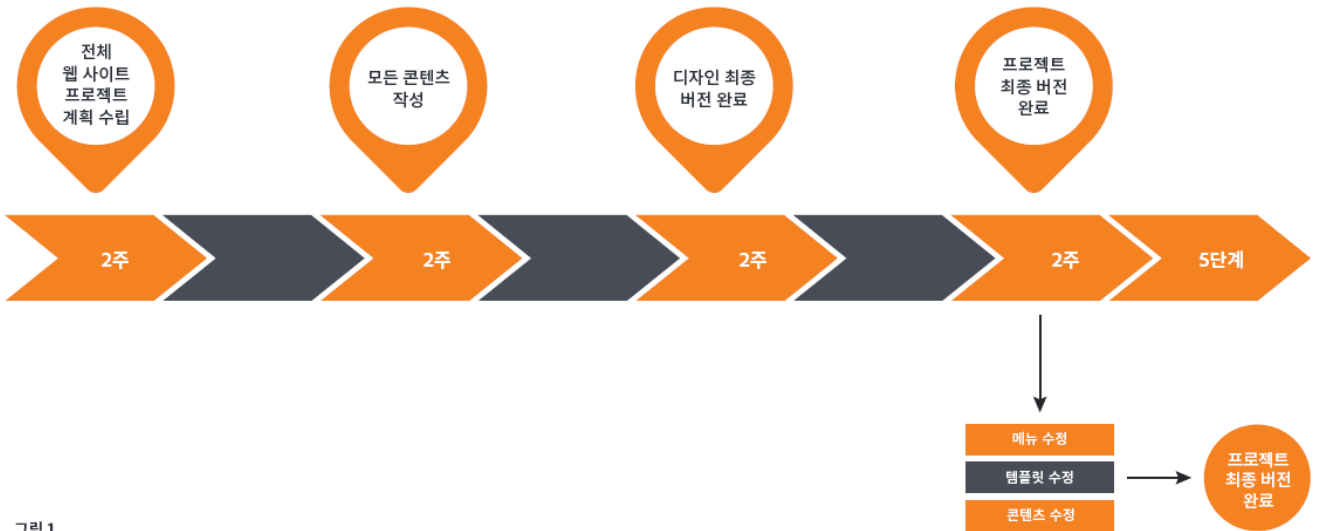 전체
웹 사이트
프로젝트
계획 수립
모든 콘텐츠
작성
디자인 최종
버전 완료
프로젝트
최종 버전
완료
2주
2주
2주
2주
5단계
메뉴 수정
템플릿 수정
콘텐츠 수정
프로젝트
최종 버전
완료
그림 1